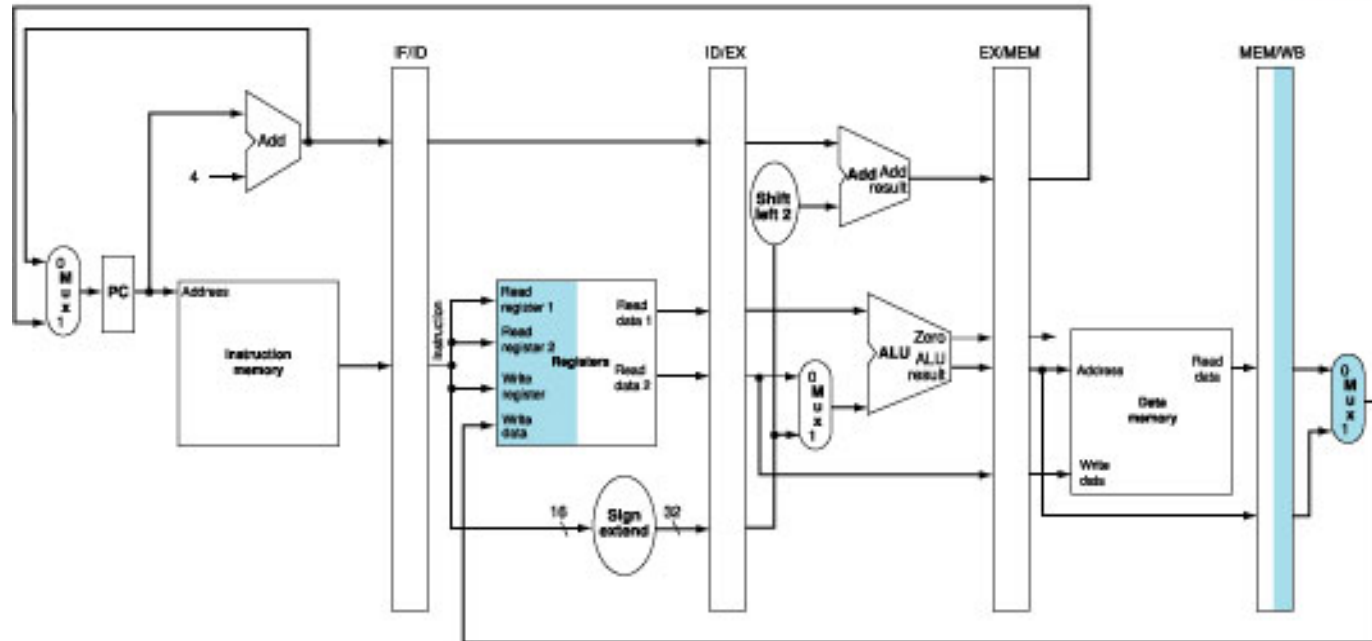 IF/ID
ID/EX
EX/MEM
MEM/WB
Add
4
Add Add
result
Shift
left 2
0
M
u
x
1
PC
Address
Instruction
memory
Instruction
Read
register 1
Read
register 2
Registers
Write
register
Write
data
Read
data 1
Read
data 2
0
M
u
x
1
Zero
ALU
ALU
result
Address
Read
data
Data
memory
Write
data
0
M
u
x
1
16
Sign
extend
32